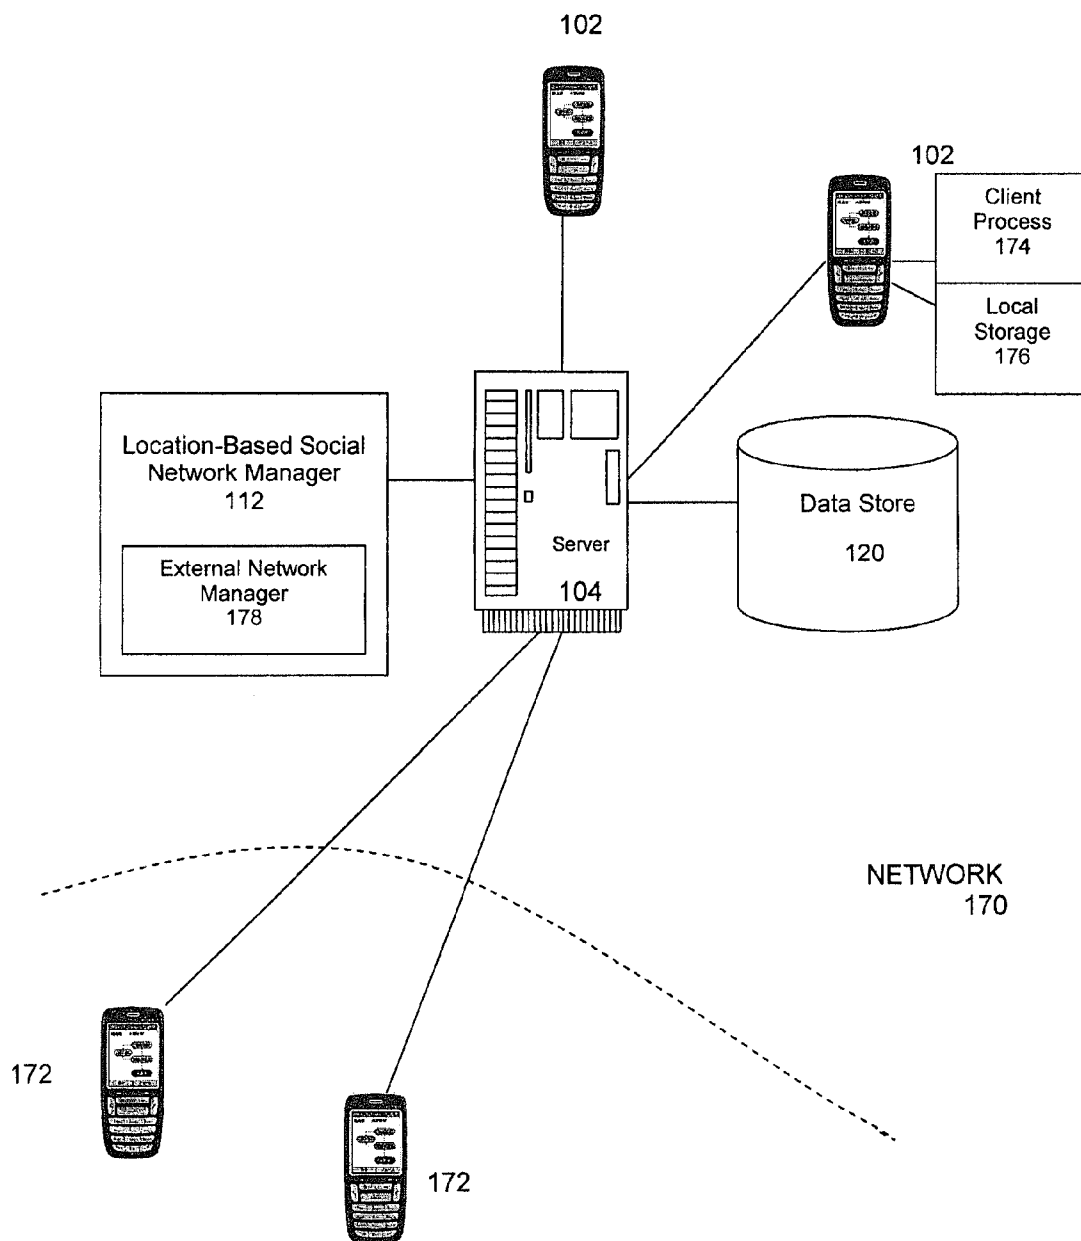 102
102
Client
Process
174
Local
Storage
176
Location-Based Social
Network Manager
112
External Network
Manager
178
Server
104
Data Store
120
NETWORK
170
172
172